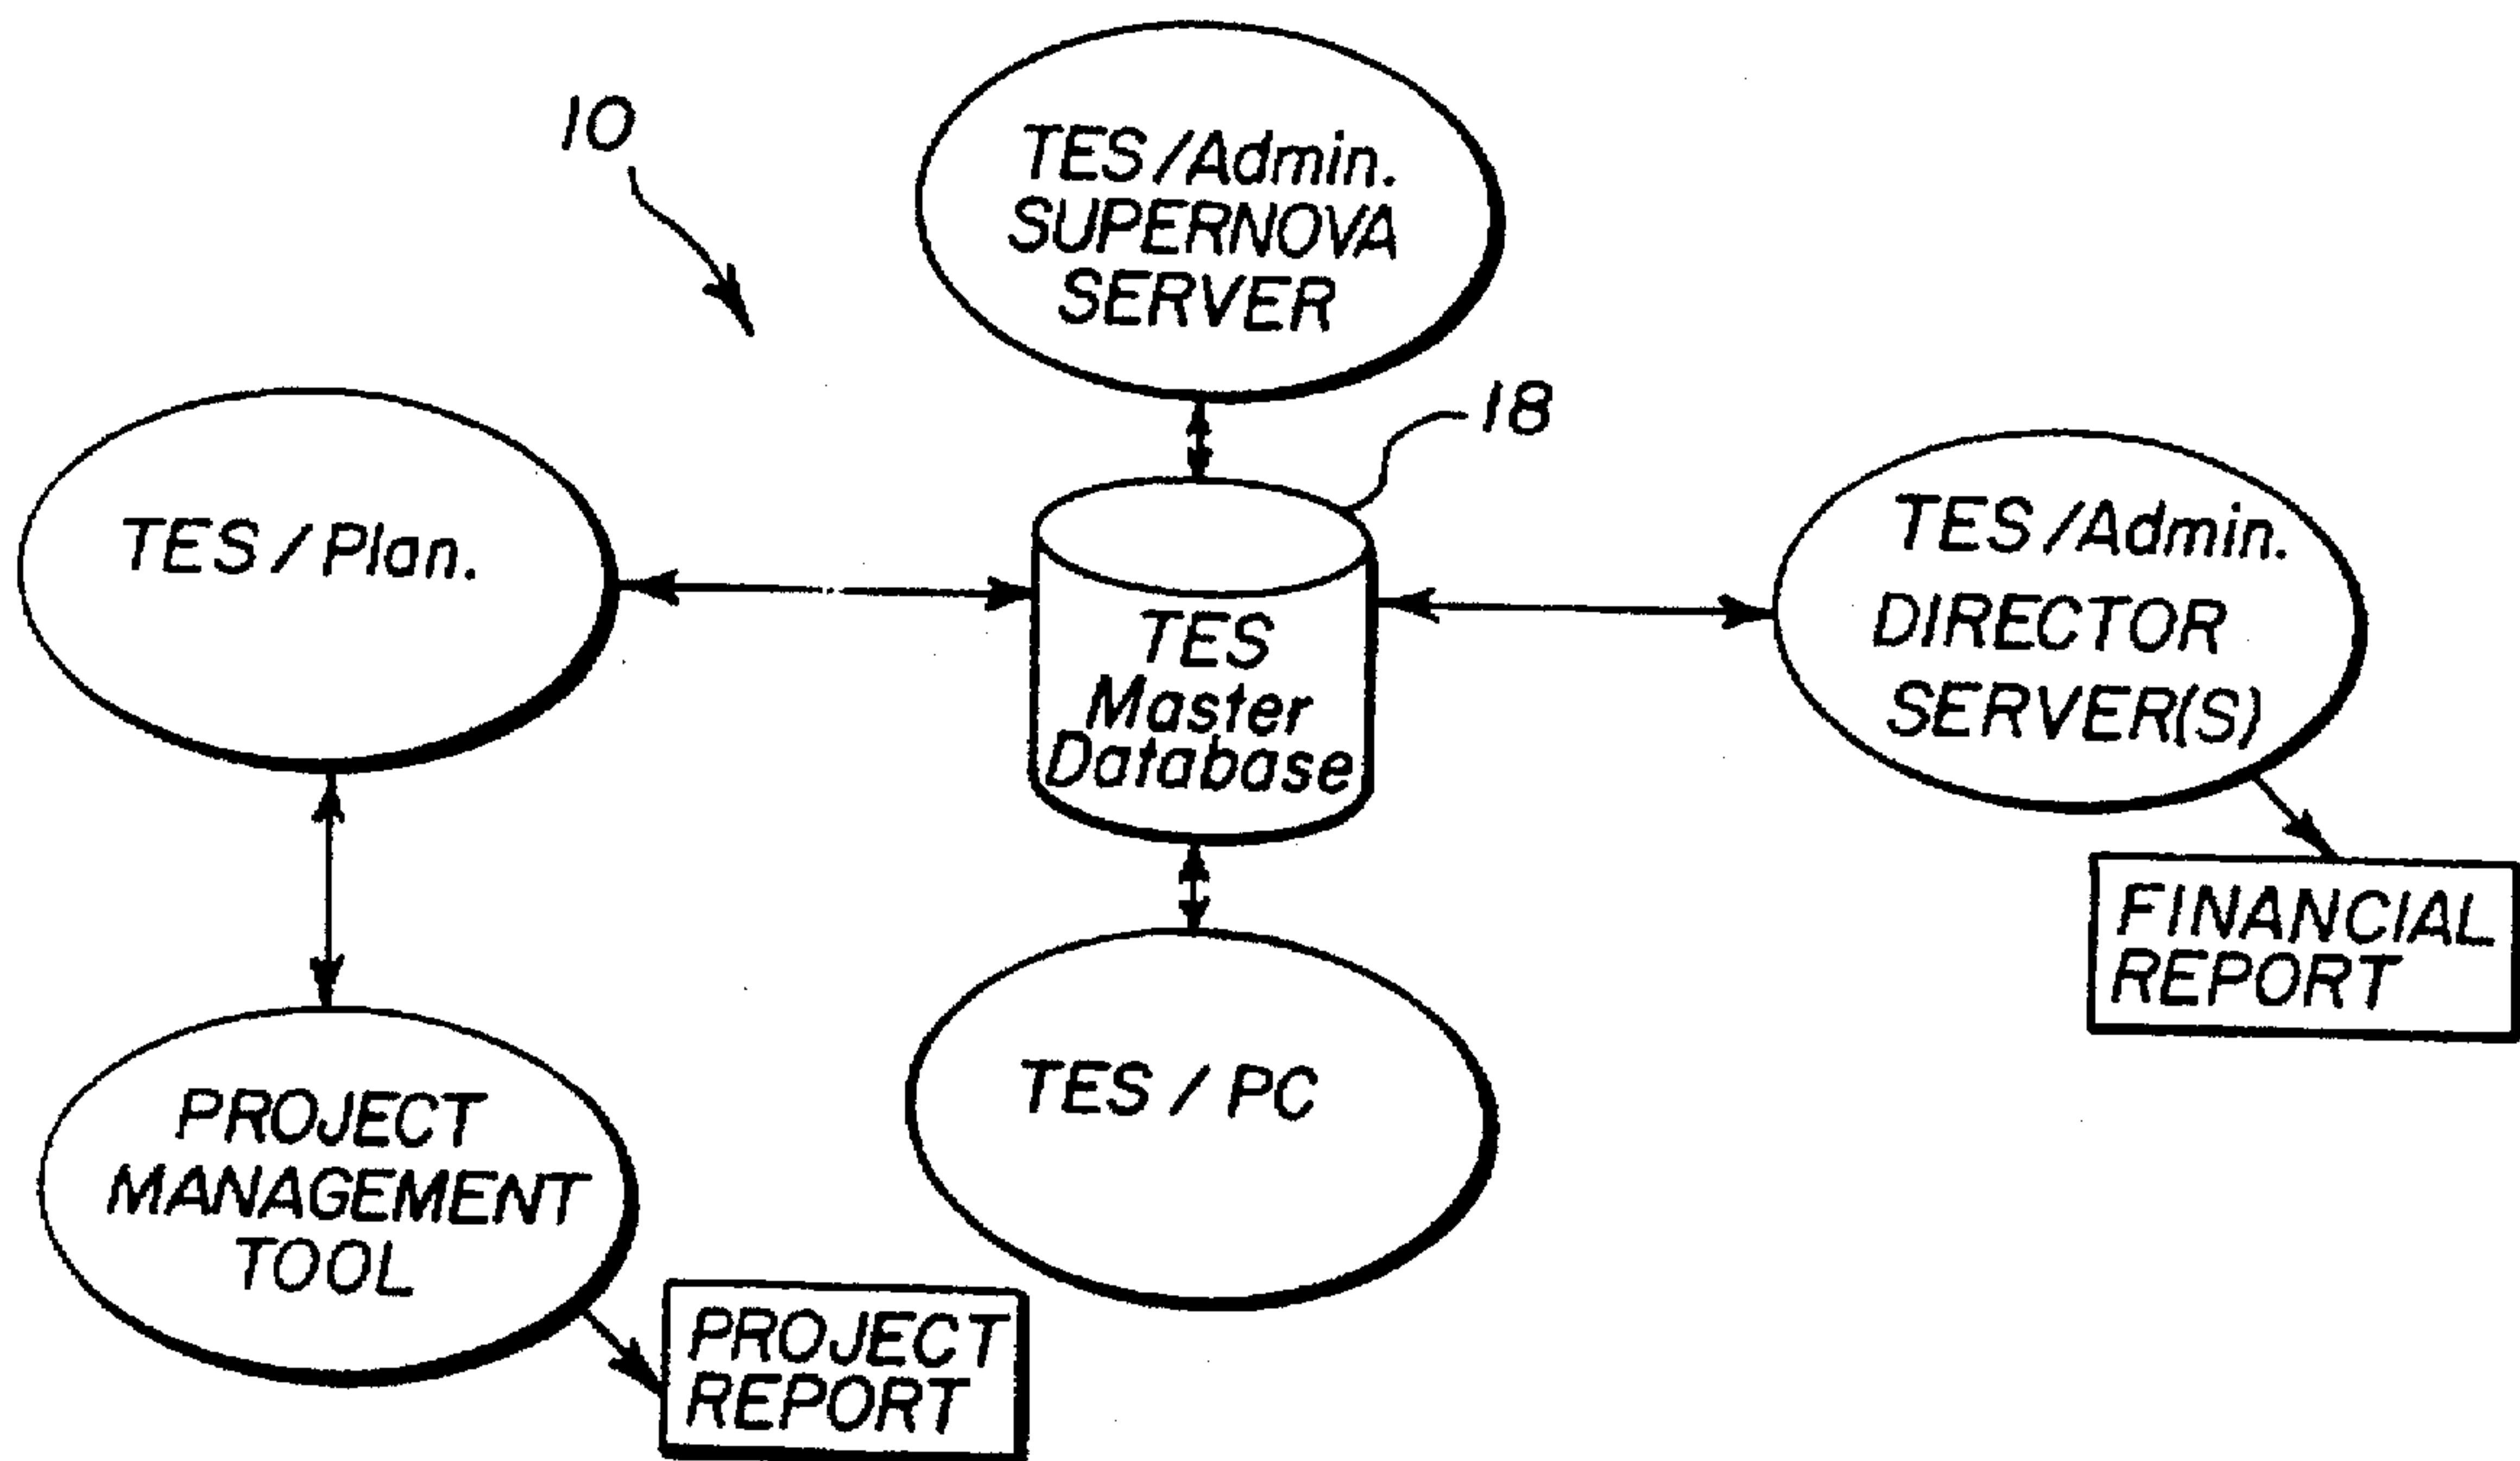 10
TES/Admin.
SUPERNOVA
SERVER
18
TES/Plan.
TES
Master
Database
TES/Admin.
DIRECTOR
SERVER(S)
FINANCIAL
REPORT
PROJECT
MANAGEMENT
TOOL
TES/PC
PROJECT
REPORT